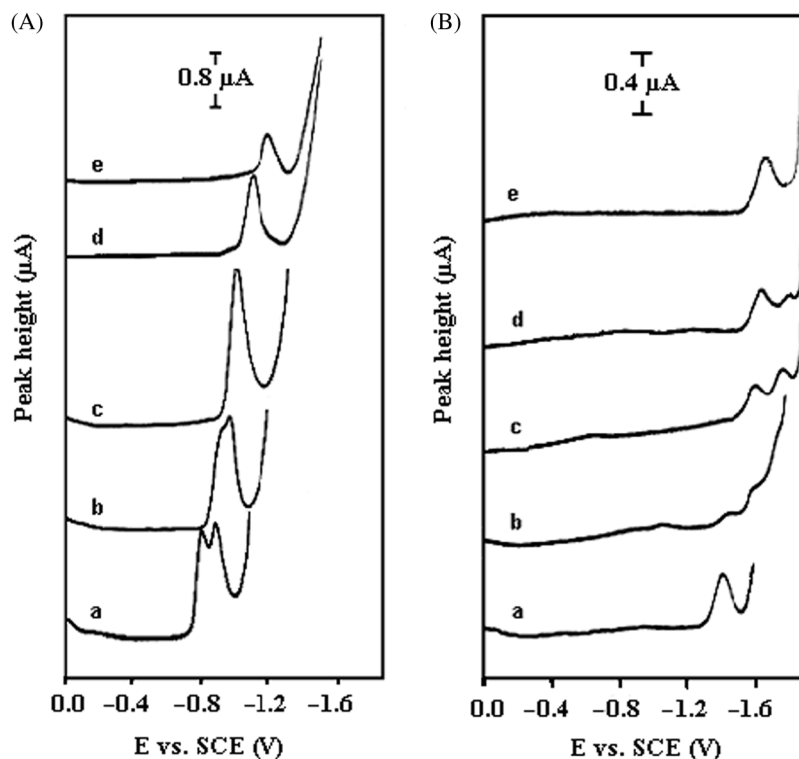 (A)
0.8 µA
e
d
c
b
a
Peak height (µA)
0.0 −0.4 −0.8 −1.2 −1.6
E vs. SCE (V)
(B)
0.4 µA
e
d
c
b
a
Peak height (µA)
0.0 −0.4 −0.8 −1.2 −1.6
E vs. SCE (V)